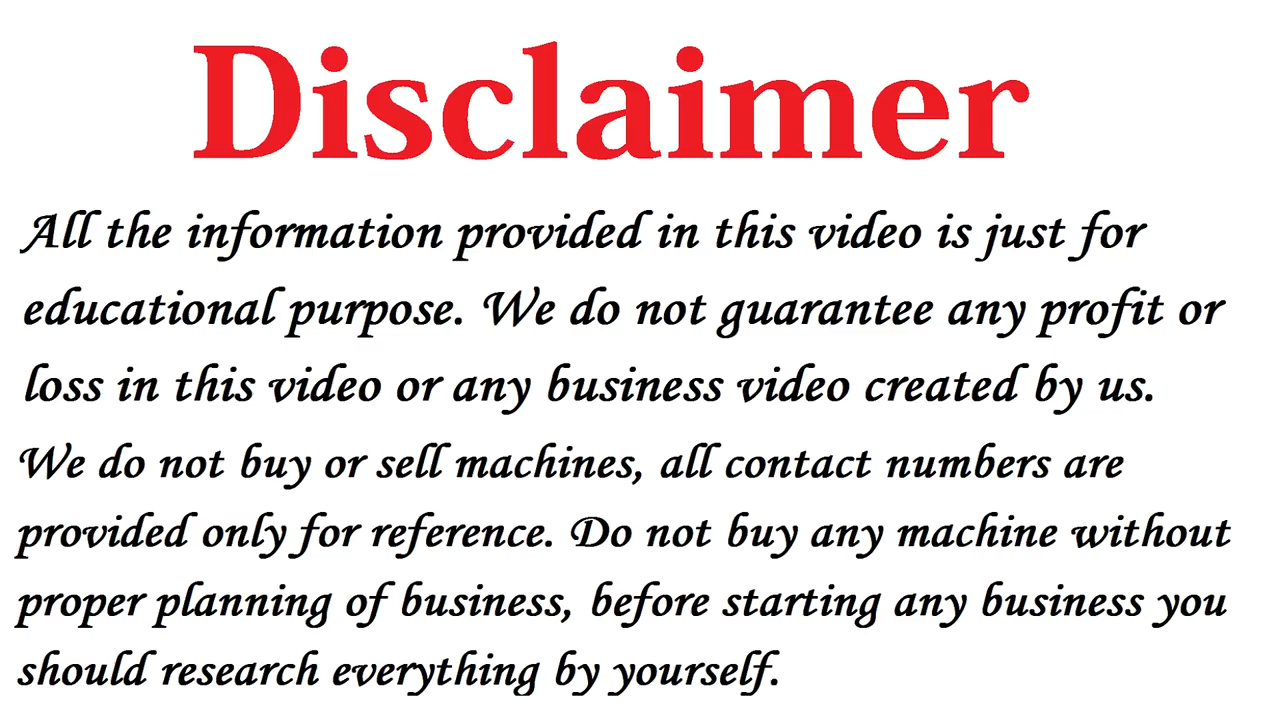 Disclaimer
All the information provided in this video is just for
educational purpose. We do not guarantee any profit or
loss in this video or any business video created by us.
We do not buy or sell machines, all contact numbers are
provided only for reference. Do not buy any machine without
proper planning of business, before starting any business you
should research everything by yourself.